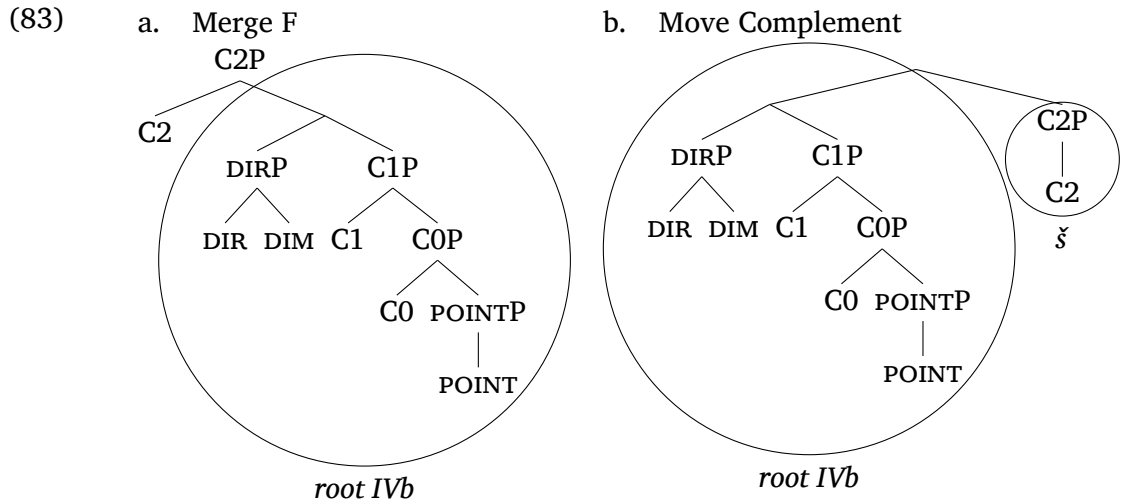 (83) a. Merge F b. Move Complement
C2P
C2P
C2
DIRP C1P DIRP C1P
C2
DIR DIM C1 C0P DIR DIM C1 C0P
š
C0 POINTP C0 POINTP
POINT POINT
root IVb root IVb